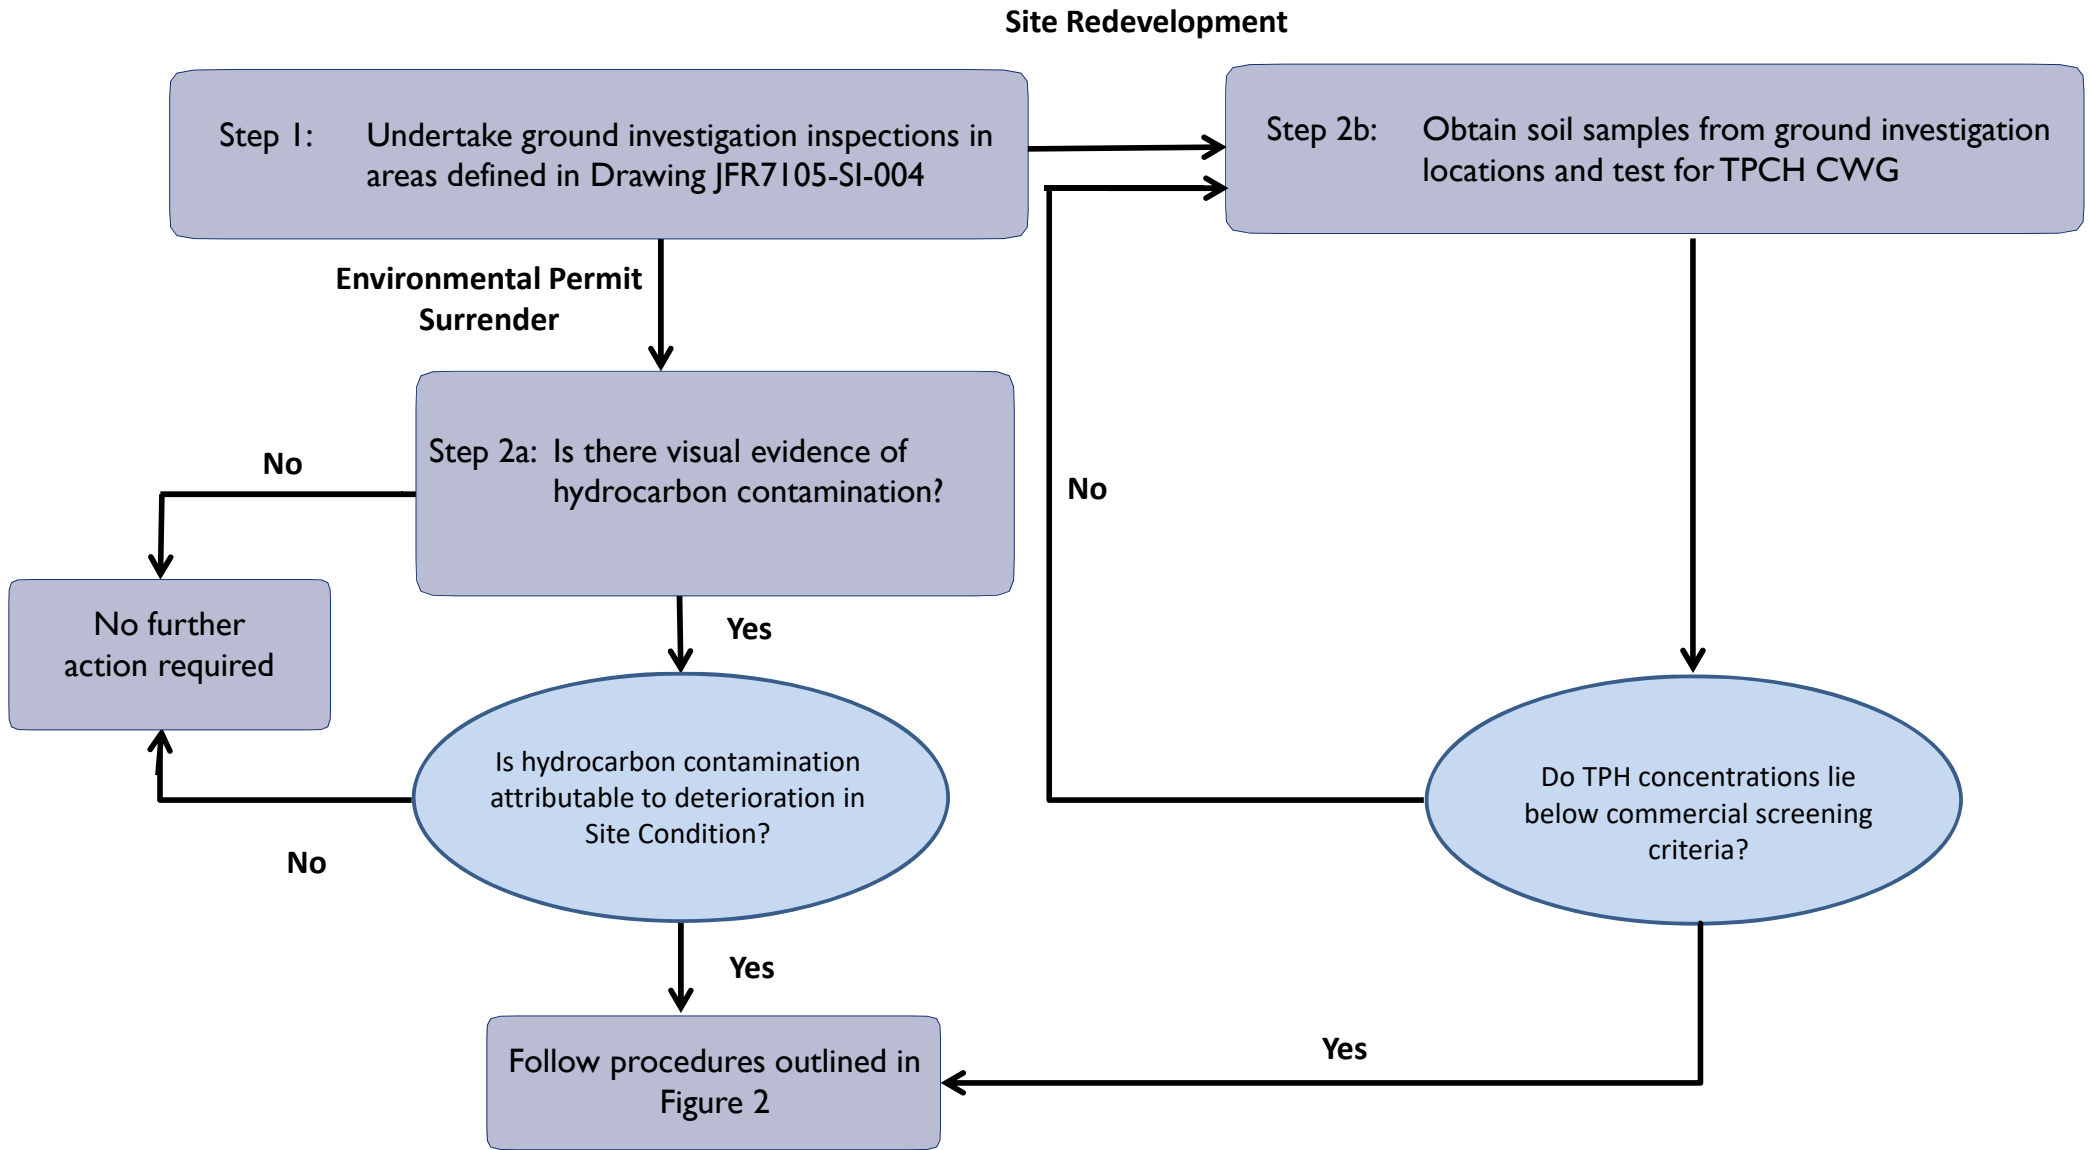 Site Redevelopment
Step 1: Undertake ground investigation inspections in
areas defined in Drawing JFR7105-SI-004
Step 2b: Obtain soil samples from ground investigation
locations and test for TPCH CWG
Environmental Permit
Surrender
Step 2a: Is there visual evidence of
hydrocarbon contamination?
No
No
No further
action required
Yes
Is hydrocarbon contamination
attributable to deterioration in
Site Condition?
Do TPH concentrations lie
below commercial screening
criteria?
No
Yes
Yes
Follow procedures outlined in
Figure 2